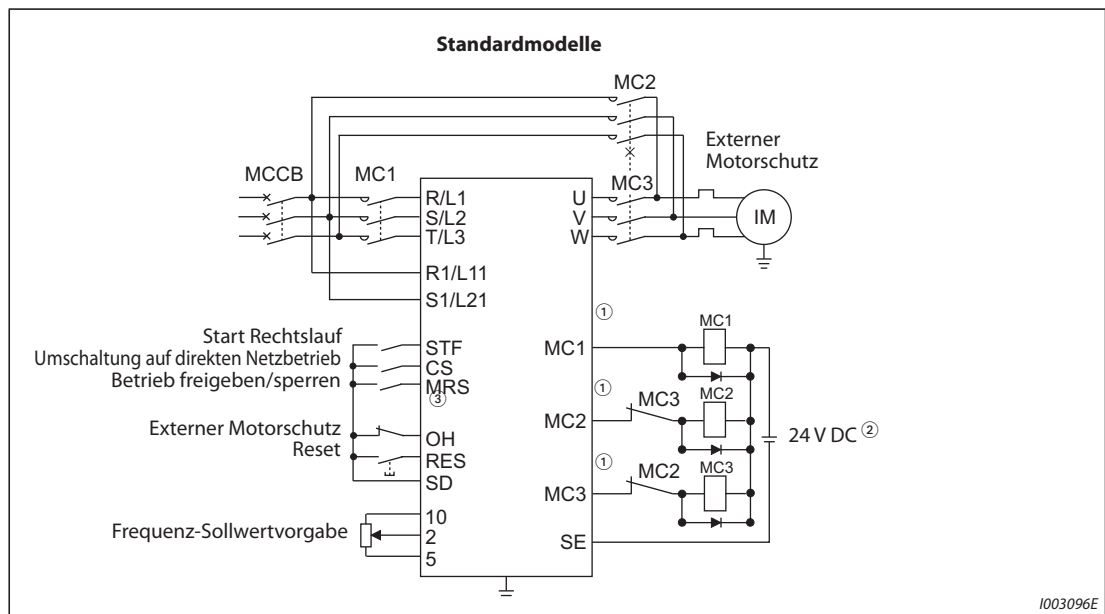 Standardmodelle
MC2
Externer
Motorschutz
MCCB
MC1
MC3
R/L1
S/L2
T/L3
U
V
W
IM
R1/L11
S1/L21
Start Rechtslauf
Umschaltung auf direkten Netzbetrieb
Betrieb freigeben/sperren
STF
CS
MRS
③
Externer Motorschutz
Reset
OH
RES
SD
Frequenz-Sollwertvorgabe
10
2
5
①
MC1
MC1
①
MC2
MC3
MC2
24 V DC ②
①
MC3
MC2
MC3
SE
I003096E